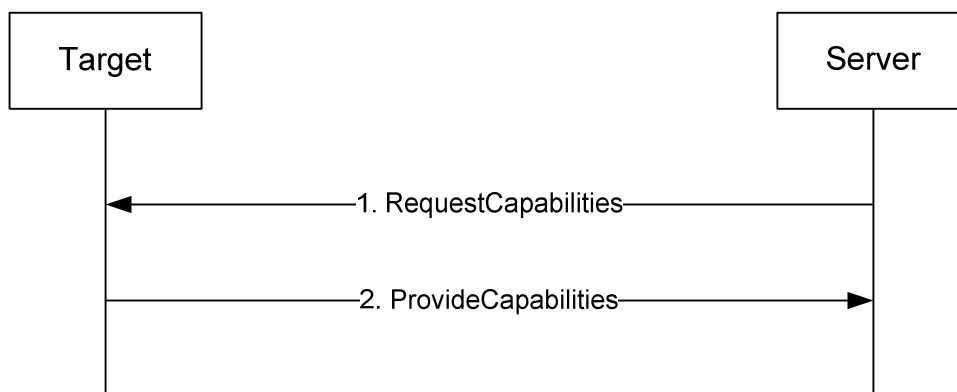 Target
Server
1. RequestCapabilities
2. ProvideCapabilities